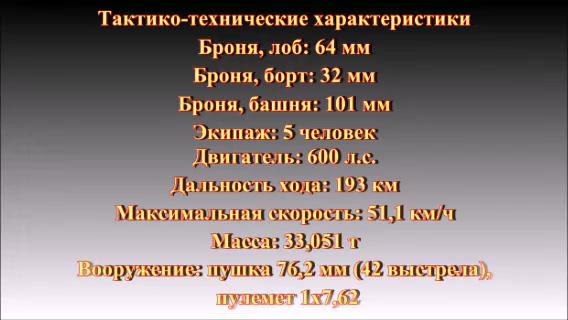 Тактико-технические характеристики
Броня, лоб: 64 мм
Броня, борт: 32 мм
Броня, башня: 101 мм
Экипаж: 5 человек
Двигатель: 600 л.с.
Дальность хода: 193 км
Максимальная скорость: 51,1 км/ч
Масса: 33,051 т
Вооружение: пушка 76,2 мм (42 выстрела),
пулемет 1х7,62